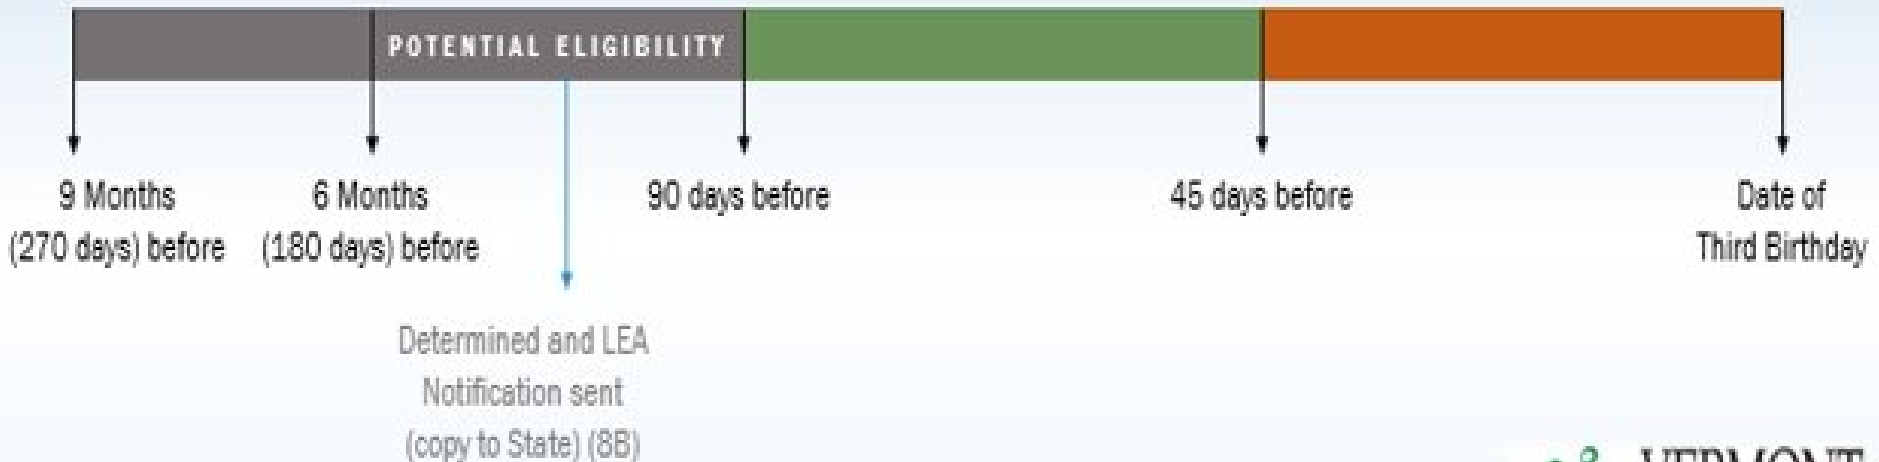 POTENTIAL ELIGIBILITY
9 Months
(270 days) before
6 Months
(180 days) before
90 days before
45 days before
Date of
Third Birthday
Determined and LEA
Notification sent
(copy to State) (8B)
VERMONT